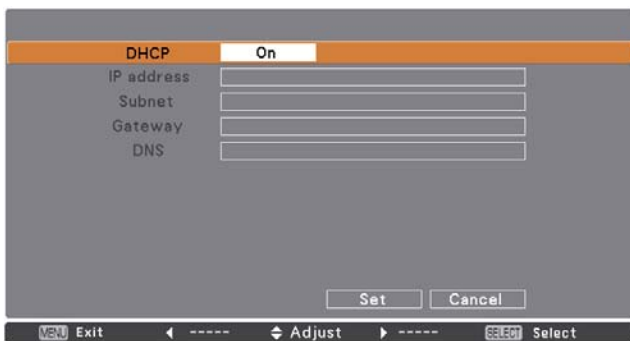 DHCP On
IP address
Subnet
Gateway
DNS
Set Cancel
MENU Exit ◀ ----- ⬍ Adjust ▶ ----- SELECT Select